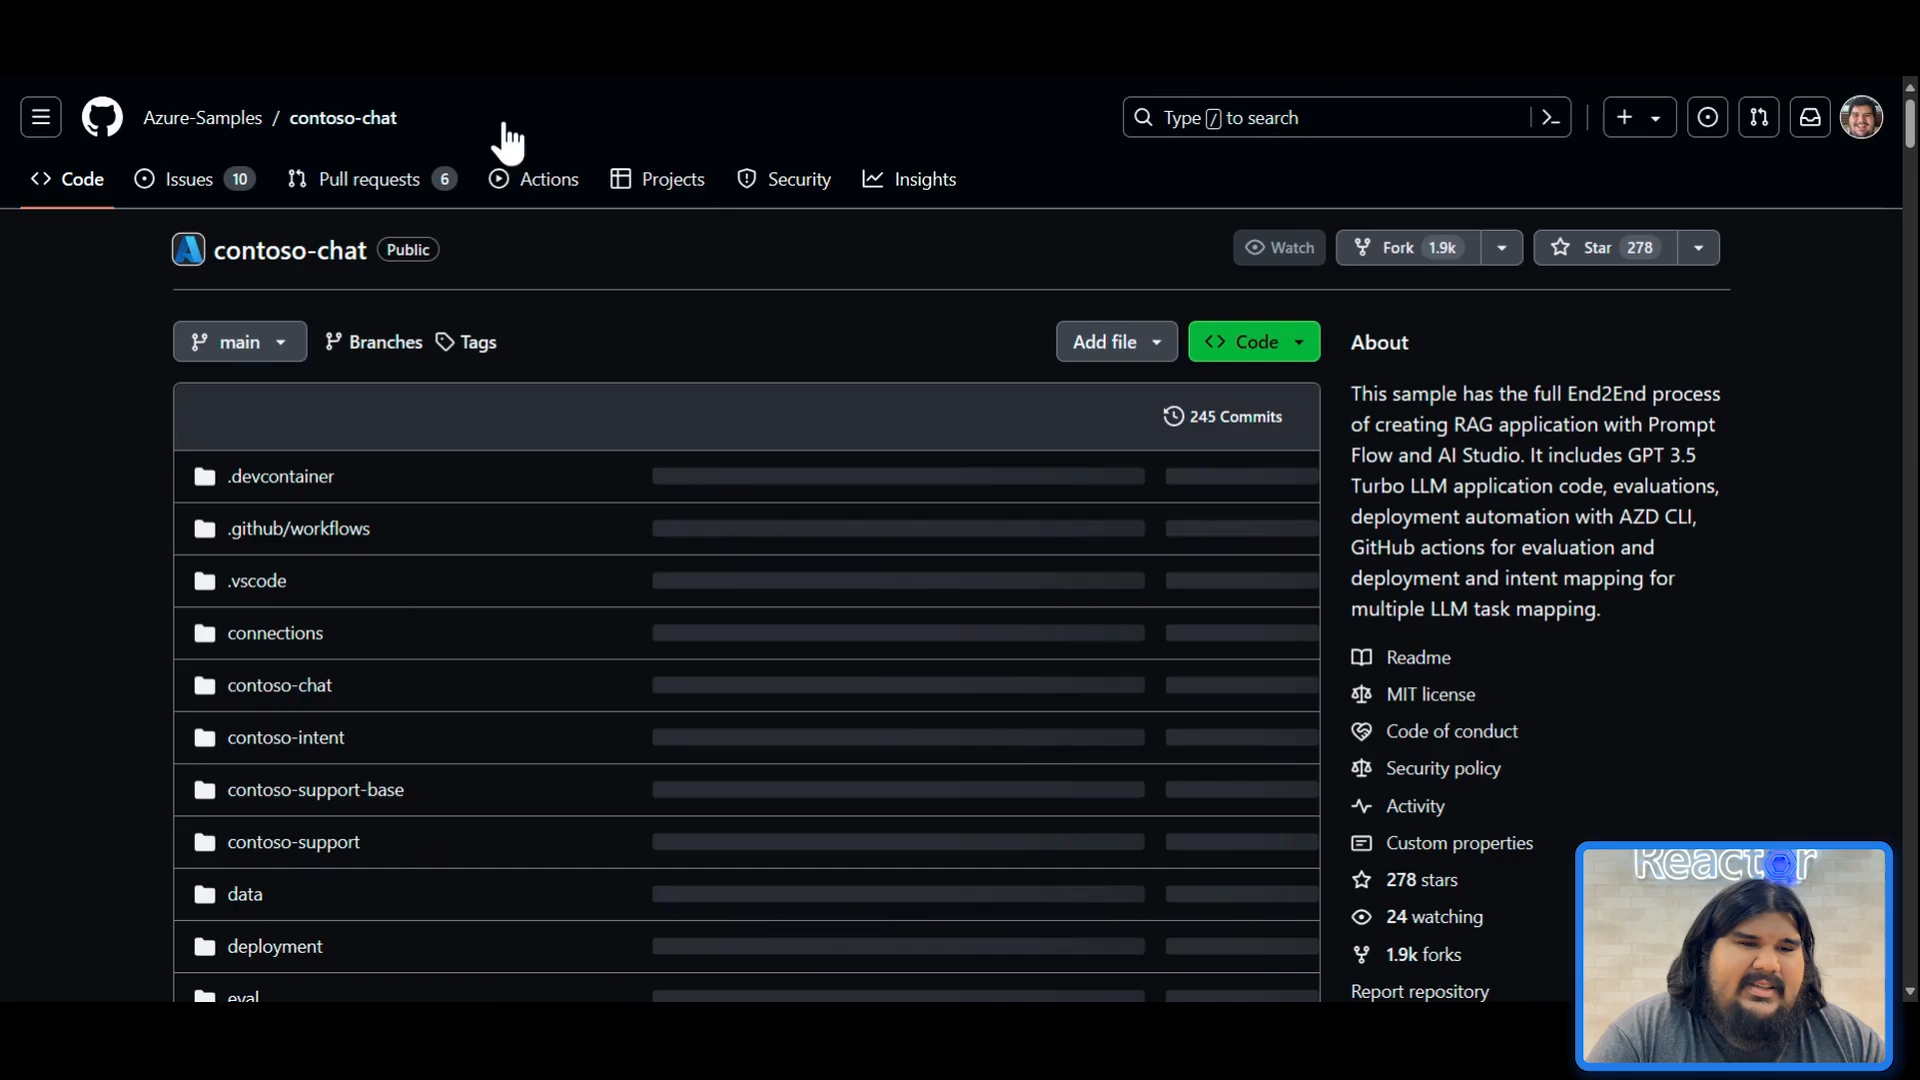 Azure-Samples / contoso-chat
Type / to search
Code
Issues 10
Pull requests 6
Actions
Projects
Security
Insights
contoso-chat Public
Watch
Fork 1.9k
Star 278
main
Branches
Tags
Add file
Code
245 Commits
.devcontainer
.github/workflows
.vscode
connections
contoso-chat
contoso-intent
contoso-support-base
contoso-support
data
deployment
eval
About
This sample has the full End2End process
of creating RAG application with Prompt
Flow and AI Studio. It includes GPT 3.5
Turbo LLM application code, evaluations,
deployment automation with AZD CLI,
GitHub actions for evaluation and
deployment and intent mapping for
multiple LLM task mapping.
Readme
MIT license
Code of conduct
Security policy
Activity
Custom properties
278 stars
24 watching
1.9k forks
Report repository
Reactor